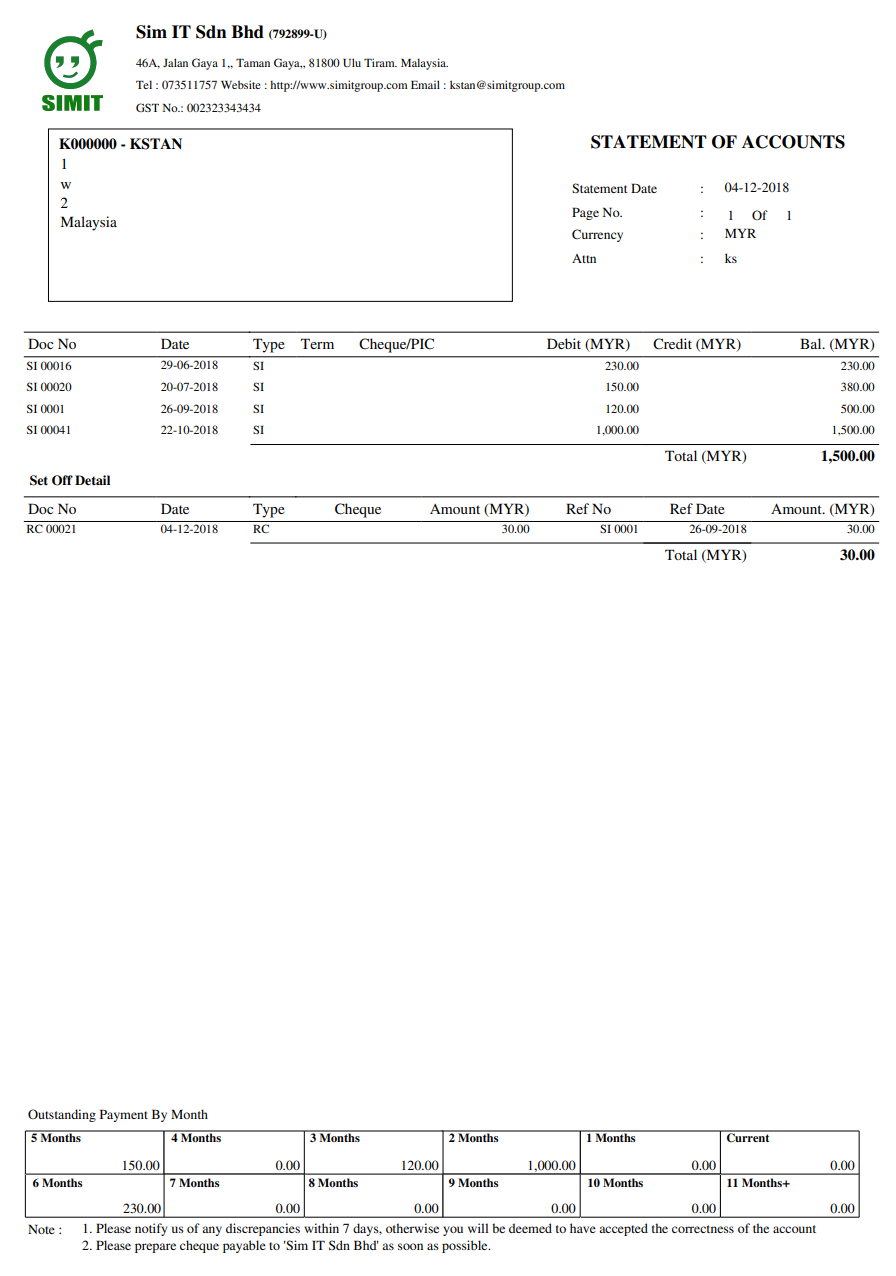 Sim IT Sdn Bhd (792899-U)
46A, Jalan Gaya 1,, Taman Gaya,, 81800 Ulu Tiram. Malaysia.
Tel : 073511757 Website : http://www.simitgroup.com Email : kstan@simitgroup.com
GST No.: 002323343434
SIMIT
K000000 - KSTAN
1
w
2
Malaysia
STATEMENT OF ACCOUNTS
Statement Date : 04-12-2018
Page No. : 1 Of 1
Currency : MYR
Attn : ks
Doc No Date Type Term Cheque/PIC Debit (MYR) Credit (MYR) Bal. (MYR)
SI 00016 29-06-2018 SI 230.00 230.00
SI 00020 20-07-2018 SI 150.00 380.00
SI 0001 26-09-2018 SI 120.00 500.00
SI 00041 22-10-2018 SI 1,000.00 1,500.00
Total (MYR) 1,500.00
Set Off Detail
Doc No Date Type Cheque Amount (MYR) Ref No Ref Date Amount. (MYR)
RC 00021 04-12-2018 RC 30.00 SI 0001 26-09-2018 30.00
Total (MYR) 30.00
Outstanding Payment By Month
5 Months 4 Months 3 Months 2 Months 1 Months Current
150.00 0.00 120.00 1,000.00 0.00 0.00
6 Months 7 Months 8 Months 9 Months 10 Months 11 Months+
230.00 0.00 0.00 0.00 0.00 0.00
Note : 1. Please notify us of any discrepancies within 7 days, otherwise you will be deemed to have accepted the correctness of the account
2. Please prepare cheque payable to 'Sim IT Sdn Bhd' as soon as possible.